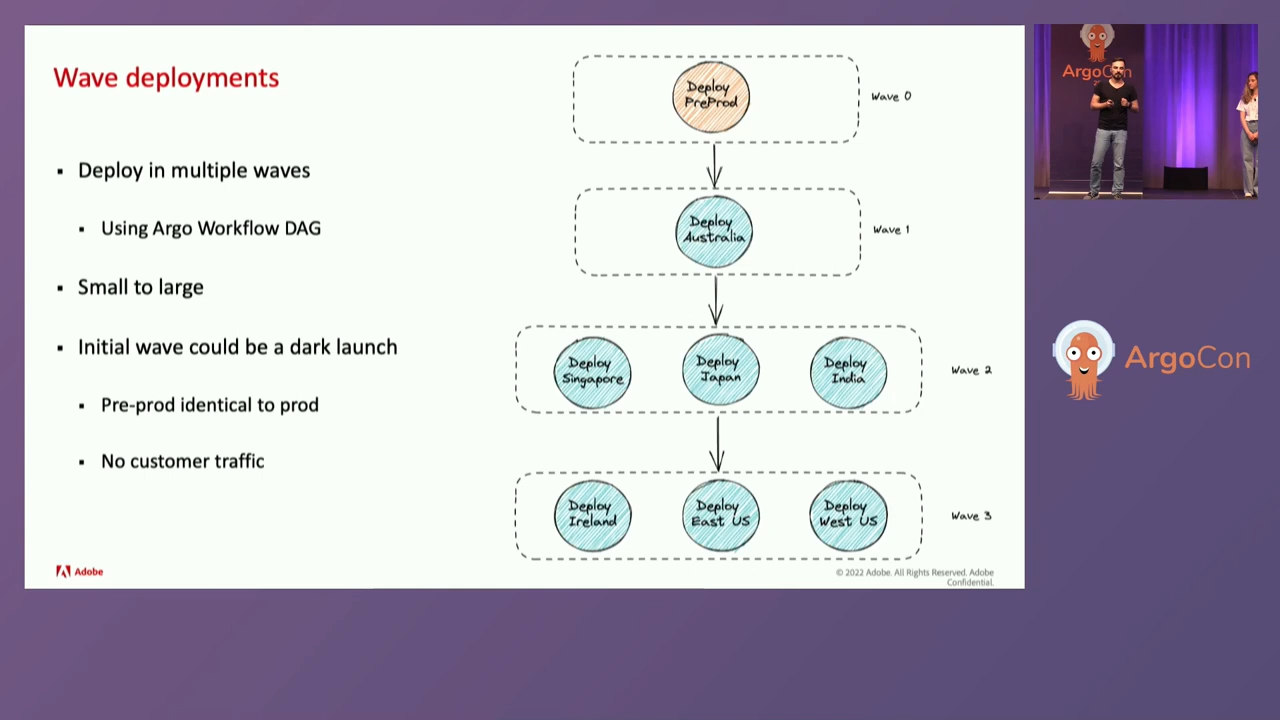 Wave deployments
Deploy in multiple waves
Using Argo Workflow DAG
Small to large
Initial wave could be a dark launch
Pre-prod identical to prod
No customer traffic
Deploy
PreProd
Wave 0
Deploy
Australia
Wave 1
Deploy
Singapore
Deploy
Japan
Deploy
India
Wave 2
Deploy
Ireland
Deploy
East US
Deploy
West US
Wave 3
Adobe
© 2022 Adobe. All Rights Reserved. Adobe
Confidential.
ArgoCon